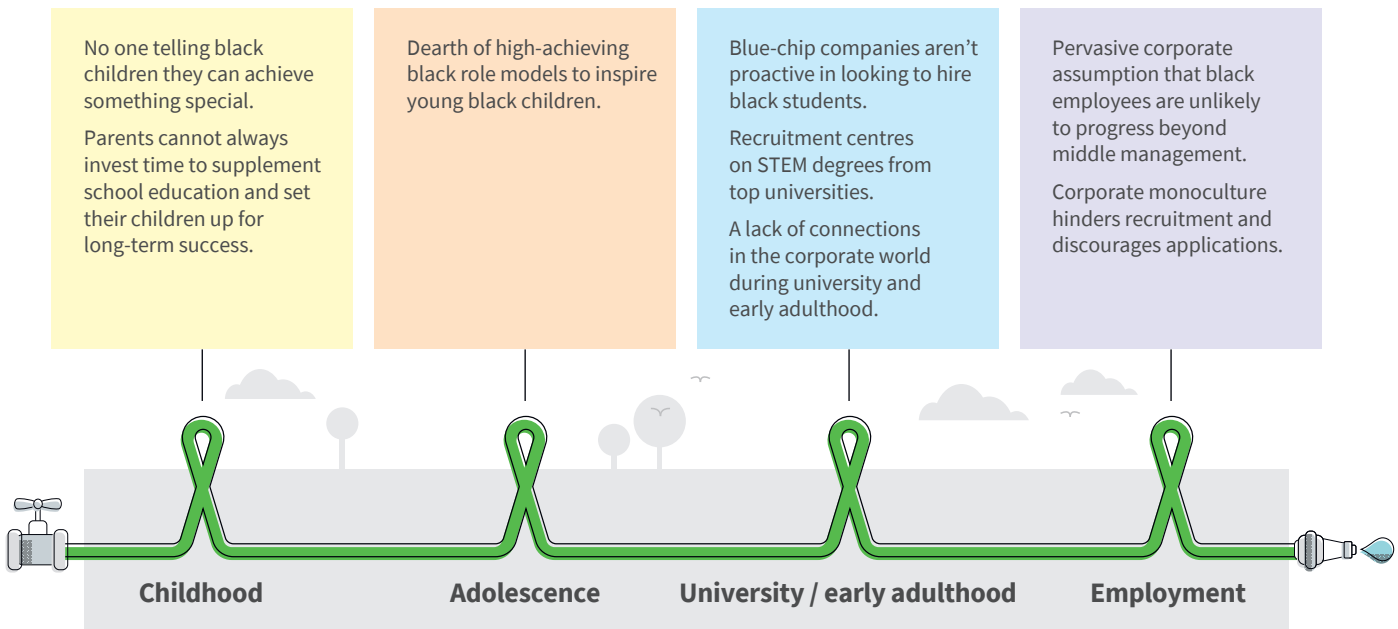 No one telling black
children they can achieve
something special.
Parents cannot always
invest time to supplement
school education and set
their children up for
long-term success.
Dearth of high-achieving
black role models to inspire
young black children.
Blue-chip companies aren’t
proactive in looking to hire
black students.
Recruitment centres
on STEM degrees from
top universities.
A lack of connections
in the corporate world
during university and
early adulthood.
Pervasive corporate
assumption that black
employees are unlikely
to progress beyond
middle management.
Corporate monoculture
hinders recruitment and
discourages applications.
Childhood
Adolescence
University / early adulthood
Employment